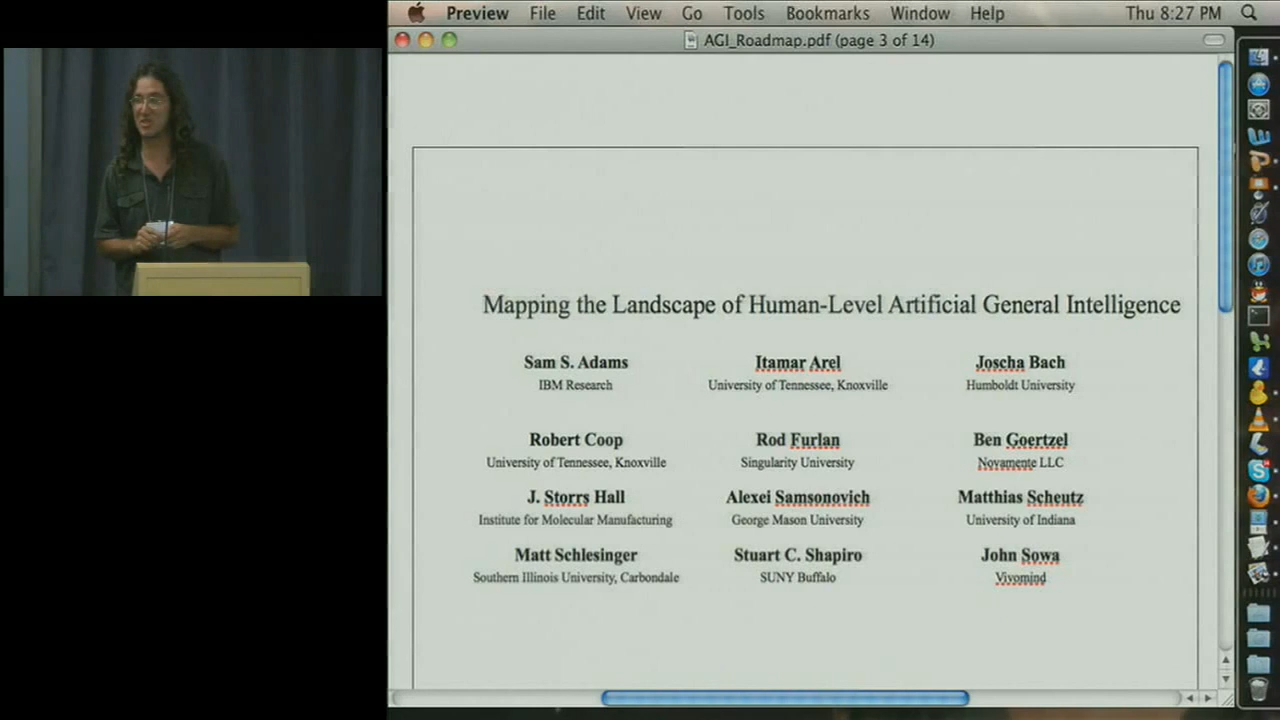 Preview File Edit View Go Tools Bookmarks Window Help Thu 8:27 PM
AGI_Roadmap.pdf (page 3 of 14)
Mapping the Landscape of Human-Level Artificial General Intelligence
Sam S. Adams Itamar Arel Joscha Bach
IBM Research University of Tennessee, Knoxville Humboldt University
Robert Coop Rod Furlan Ben Goertzel
University of Tennessee, Knoxville Singularity University Novamente LLC
J. Storrs Hall Alexei Samsonovich Matthias Scheutz
Institute for Molecular Manufacturing George Mason University University of Indiana
Matt Schlesinger Stuart C. Shapiro John Sowa
Southern Illinois University, Carbondale SUNY Buffalo Vivomind